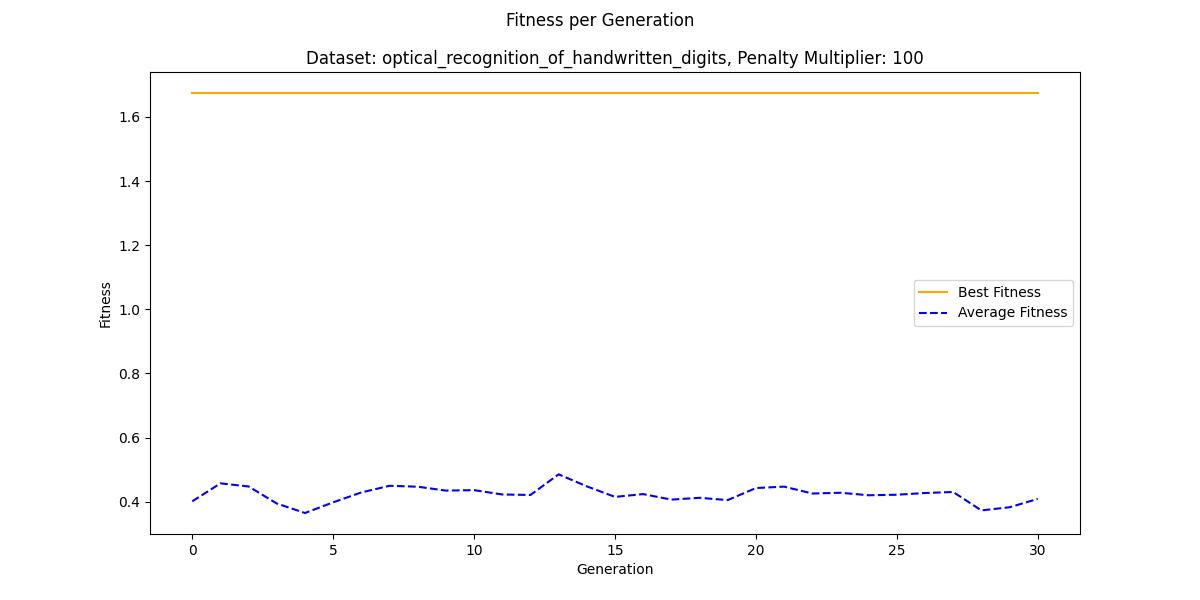 Fitness per Generation
Dataset: optical_recognition_of_handwritten_digits, Penalty Multiplier: 100
1.6
1.4
1.2
1.0
0.8
0.6
0.4
Fitness
Best Fitness
Average Fitness
0 5 10 15 20 25 30
Generation